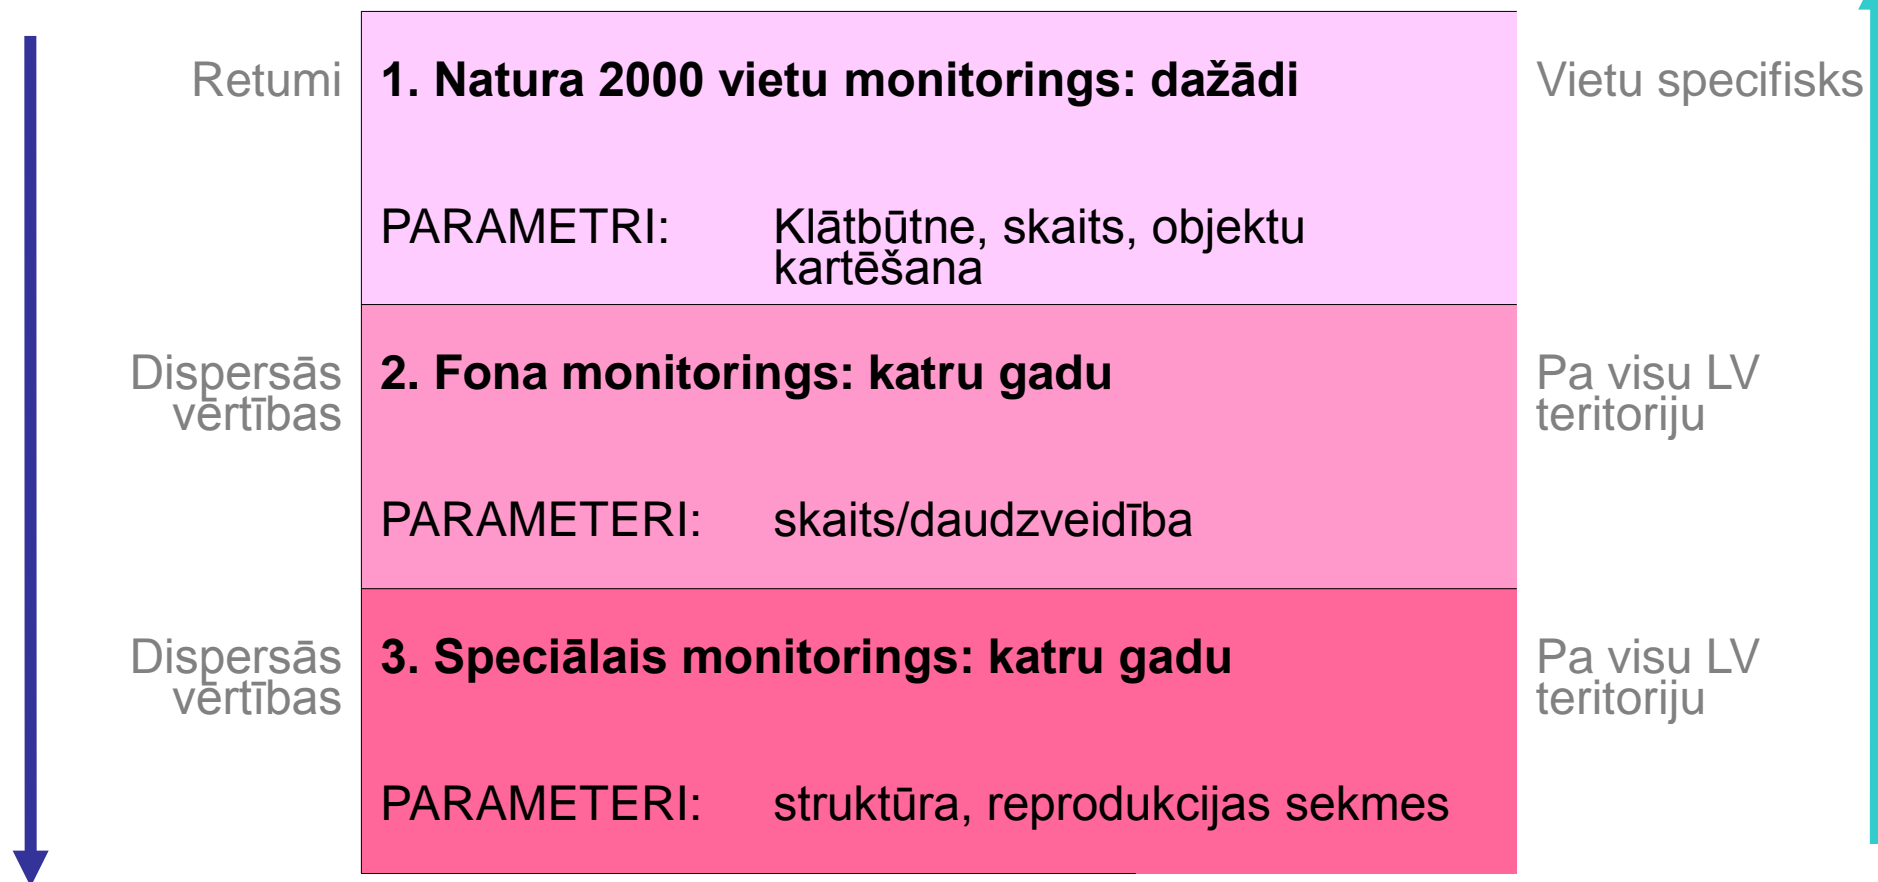 Retumi
1. Natura 2000 vietu monitorings: dažādi
Vietu specifisks
PARAMETRI: Klātbūtne, skaits, objektu
kartēšana
Dispersās
vērtības
2. Fona monitorings: katru gadu
Pa visu LV
teritoriju
PARAMETERI: skaits/daudzveidība
Dispersās
vērtības
3. Speciālais monitorings: katru gadu
Pa visu LV
teritoriju
PARAMETERI: struktūra, reprodukcijas sekmes